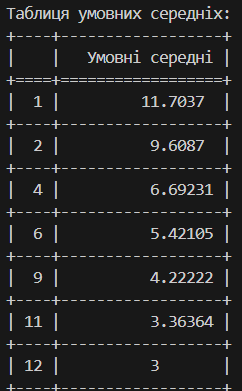 Таблиця умовних середніх:
+----+-------------------+
|    |   Умовні середні |
+====+===================+
|  1 |          11.7037  |
+----+-------------------+
|  2 |           9.6087  |
+----+-------------------+
|  4 |           6.69231 |
+----+-------------------+
|  6 |           5.42105 |
+----+-------------------+
|  9 |           4.22222 |
+----+-------------------+
| 11 |           3.36364 |
+----+-------------------+
| 12 |           3       |